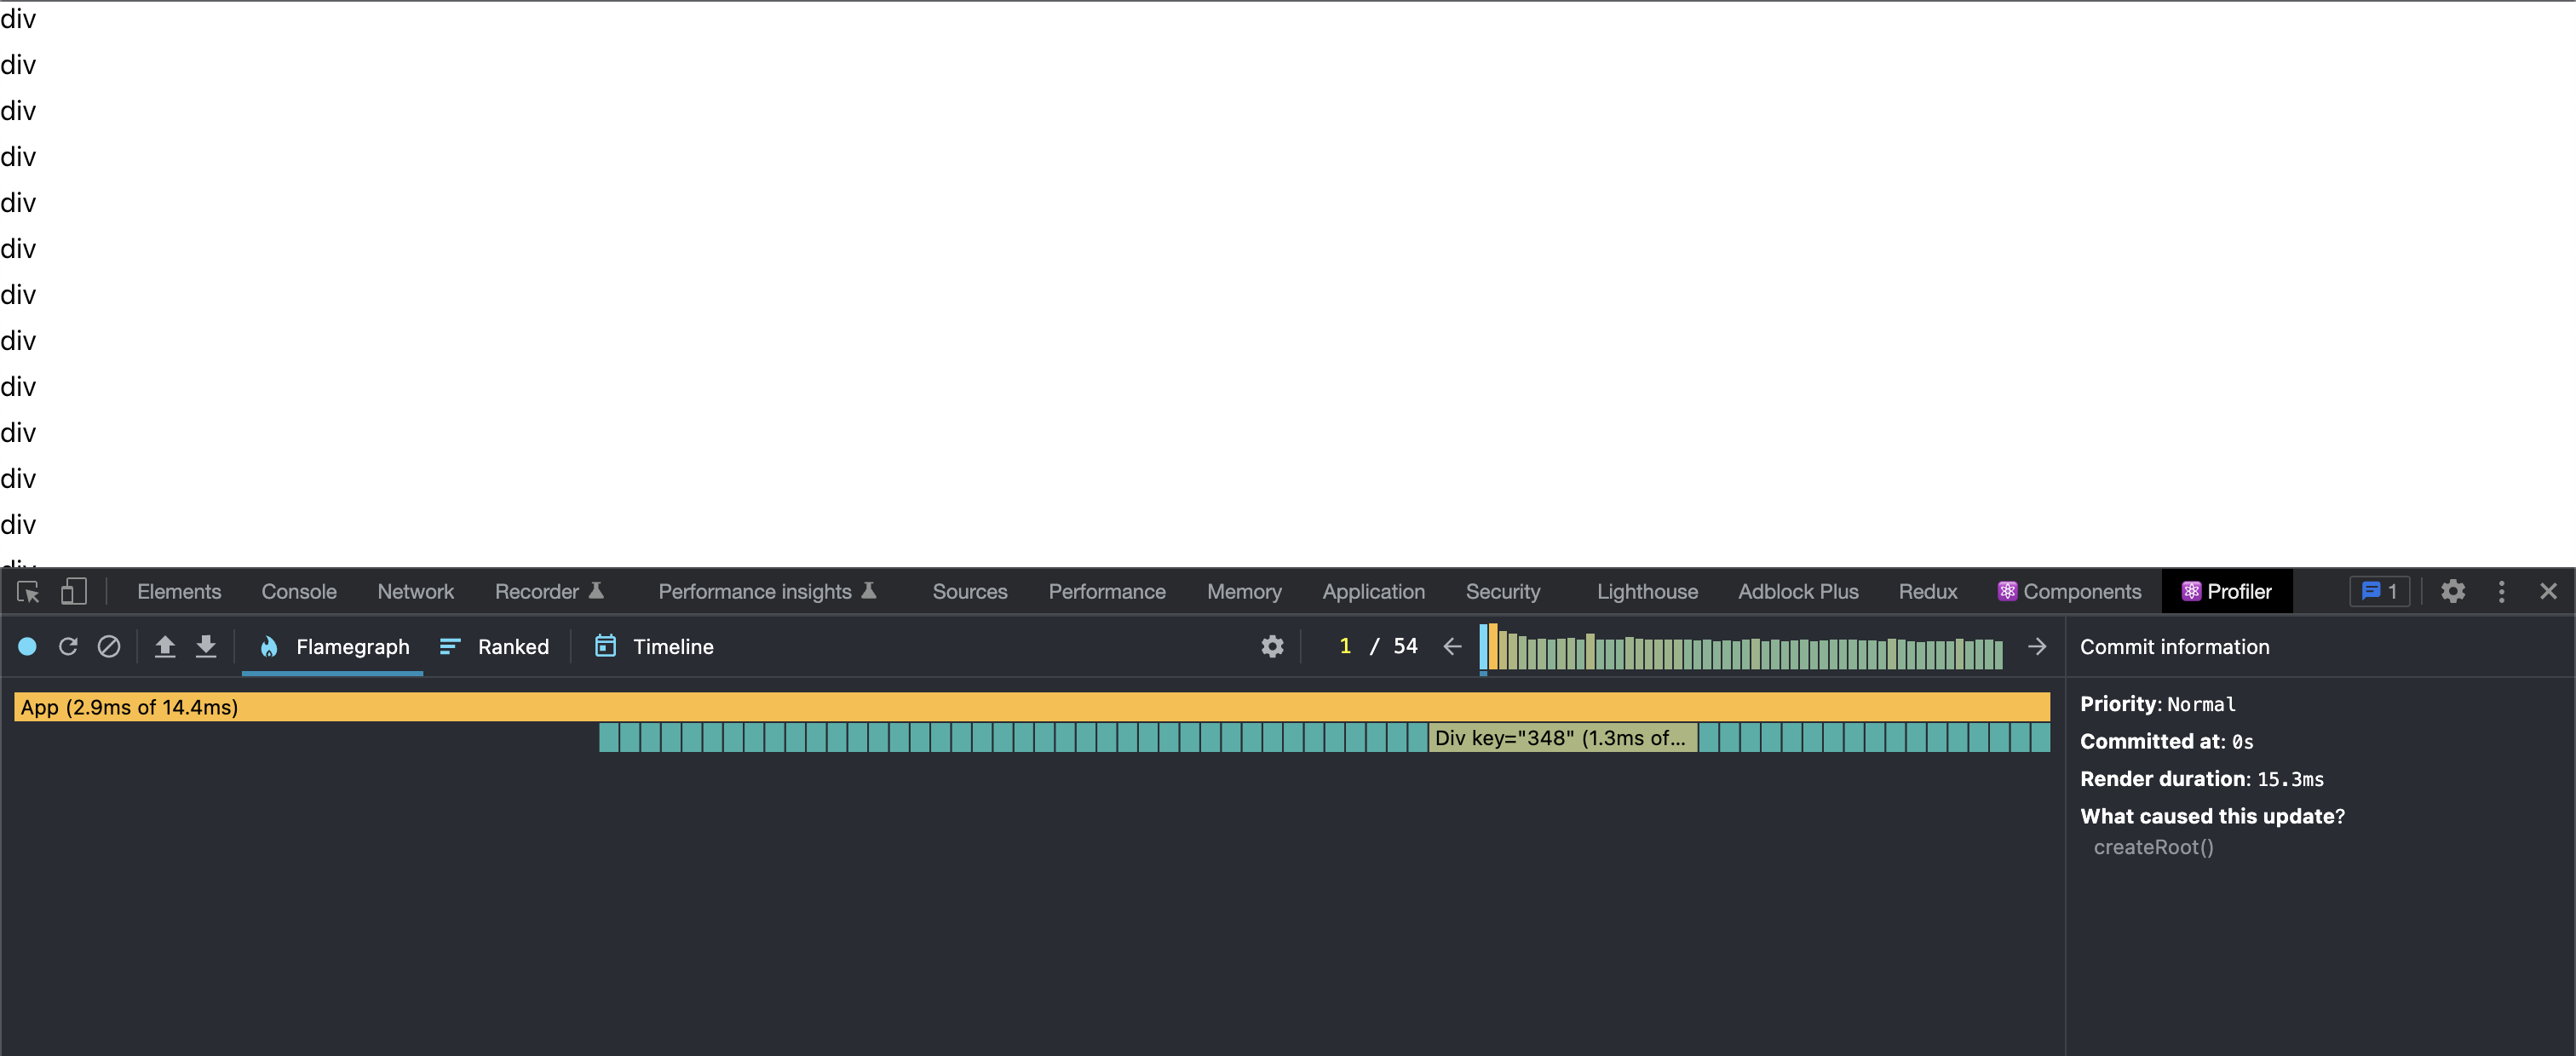 div
div
div
div
div
div
div
div
div
div
div
div
div
Elements Console Network Recorder Performance insights Sources Performance Memory Application Security Lighthouse Adblock Plus Redux Components Profiler 1
Flamegraph Ranked Timeline 1 / 54 Commit information
App (2.9ms of 14.4ms)
Div key="348" (1.3ms of...
Priority: Normal
Committed at: 0s
Render duration: 15.3ms
What caused this update?
createRoot()